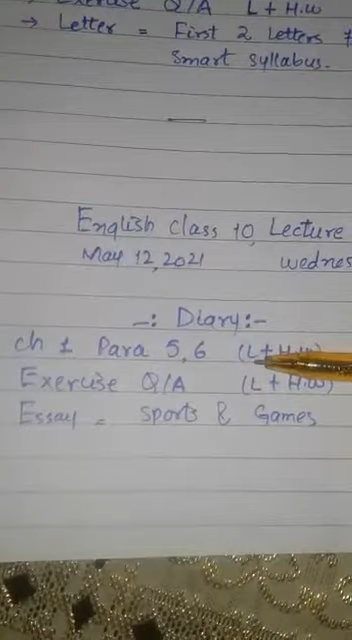 Exercise Q/A L + H.W
→ Letter = First 2 Letters
Smart syllabus.
English class 10, Lecture
May 12, 2021 wednes
-: Diary:-
ch 1 Para 5,6 (L+H.W)
Exercise Q/A (L + H.W)
Essay = sports & Games